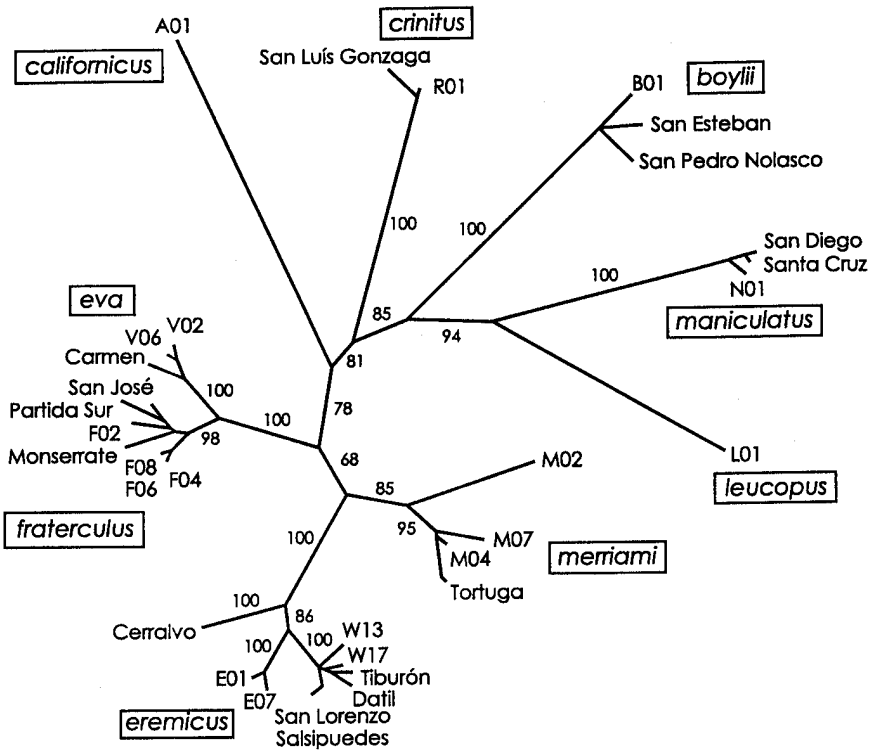 A01
crinitus
San Luís Gonzaga
californicus
R01
B01
boylii
San Esteban
San Pedro Nolasco
100
100
San Diego
100
Santa Cruz
N01
eva
85
94
maniculatus
V02
V06
Carmen
81
San José
100
Partida Sur
78
100
F02
98
Monserrate
68
L01
F08
F04
M02
F06
leucopus
85
fraterculus
95
M07
100
M04
merriami
Tortuga
100
86
Cerralvo
W13
100
100
W17
E01
Tiburón
E07
Datil
eremicus
San Lorenzo
Salsipuedes